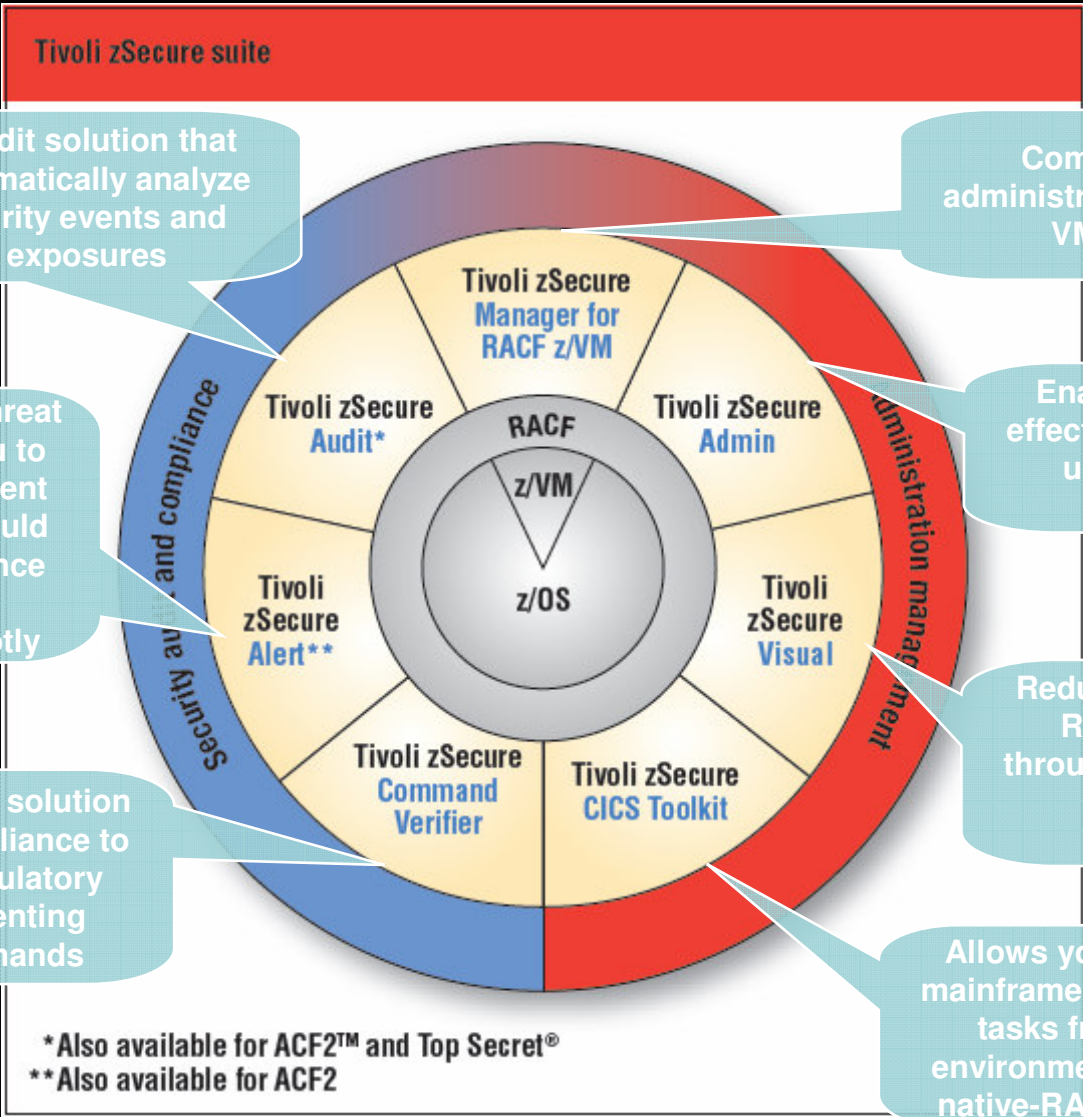 Tivoli zSecure suite
dit solution that
matically analyze
rity events and
exposures
Com
administr
VM
Tivoli zSecure
Manager for
RACF z/VM
Tivoli zSecure
Audit*
Tivoli zSecure
Admin
RACF
z/VM
z/OS
Security audit and compliance
Administration management
reat
u to
ent
uld
nce
tly
Ena
effect
u
Tivoli
zSecure
Alert**
Tivoli
zSecure
Visual
Redu
R
throu
Tivoli zSecure
Command
Verifier
Tivoli zSecure
CICS Toolkit
solution
liance to
ulatory
enting
mands
Allows yo
mainframe
tasks fr
environme
native-RA
*Also available for ACF2™ and Top Secret®
**Also available for ACF2